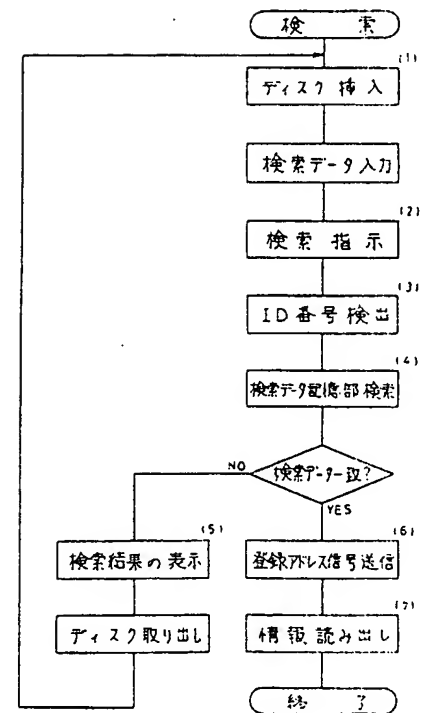 検 索
(1)
ディスク 挿 入
検索データ入力
(2)
検 索 指 示
(3)
ID番号検出
(4)
検索データ記憶部検索
検索データ一致?
NO
YES
(5)
検索結果の表示
(6)
登録アドレス信号送信
ディスク取り出し
(7)
情報読み出し
終 了